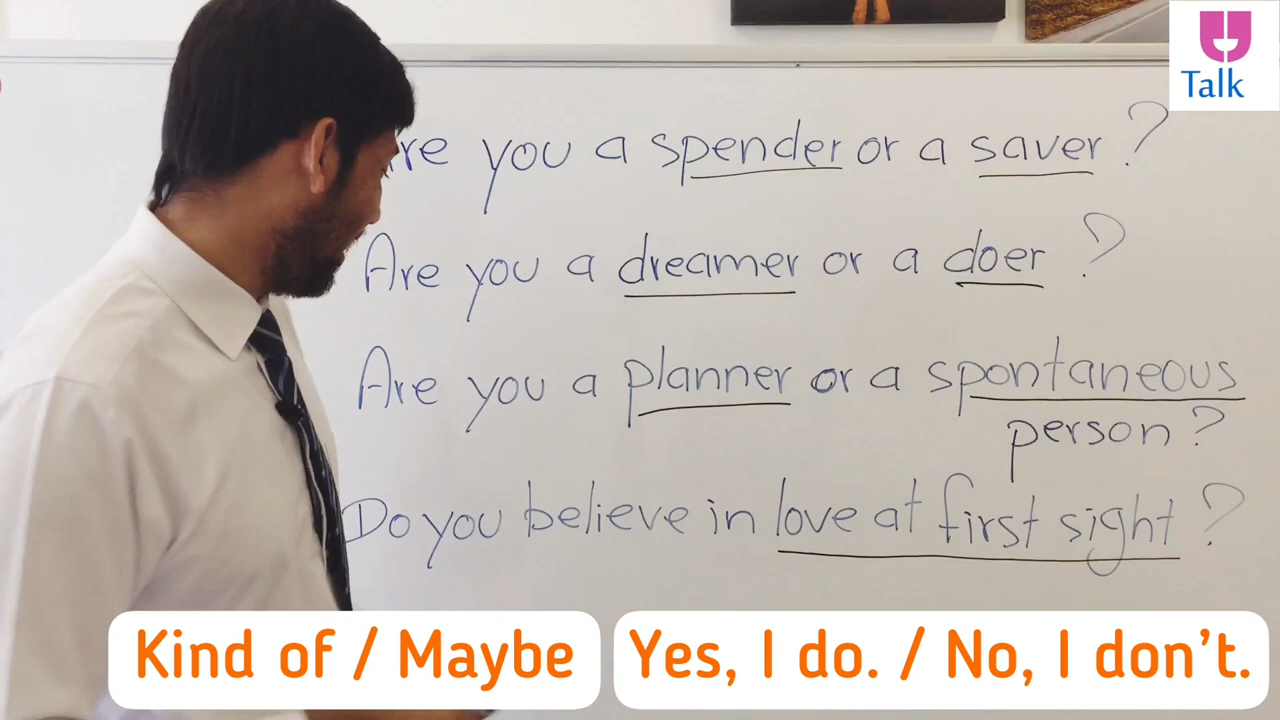 Talk
Are you a spender or a saver?
Are you a dreamer or a doer?
Are you a planner or a spontaneous
person?
Do you believe in love at first sight?
Kind of / Maybe
Yes, I do. / No, I don't.